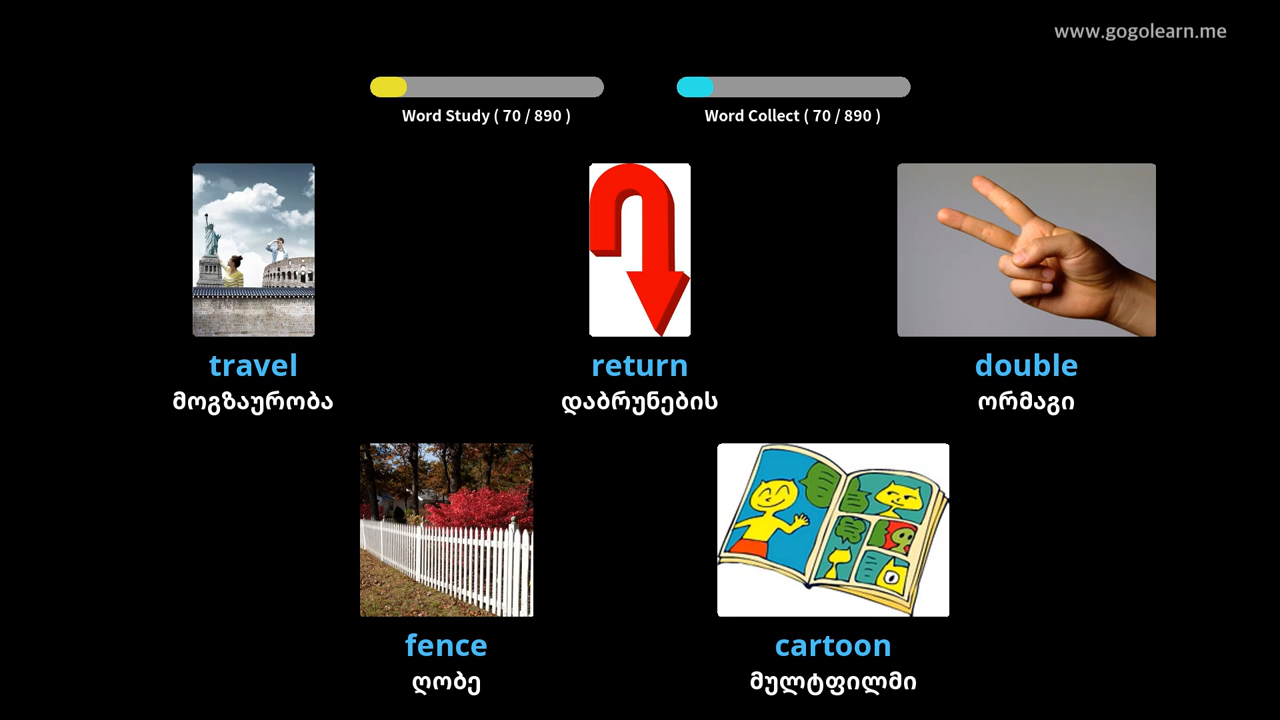 www.gogolearn.me
Word Study ( 70 / 890 )
Word Collect ( 70 / 890 )
travel
მოგზაურობა
return
დაბრუნების
double
ორმაგი
fence
ღობე
cartoon
მულტფილმი